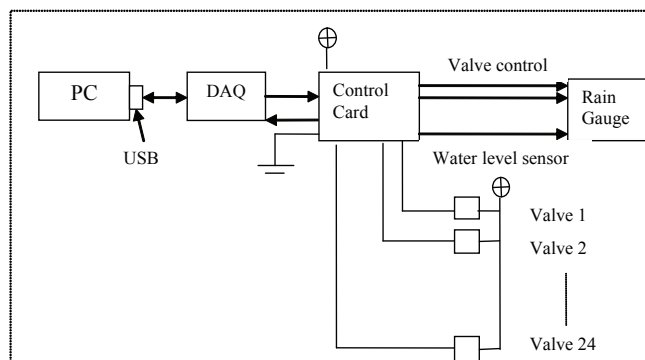 PC
USB
DAQ
Control
Card
Valve control
Rain
Gauge
Water level sensor
Valve 1
Valve 2
Valve 24